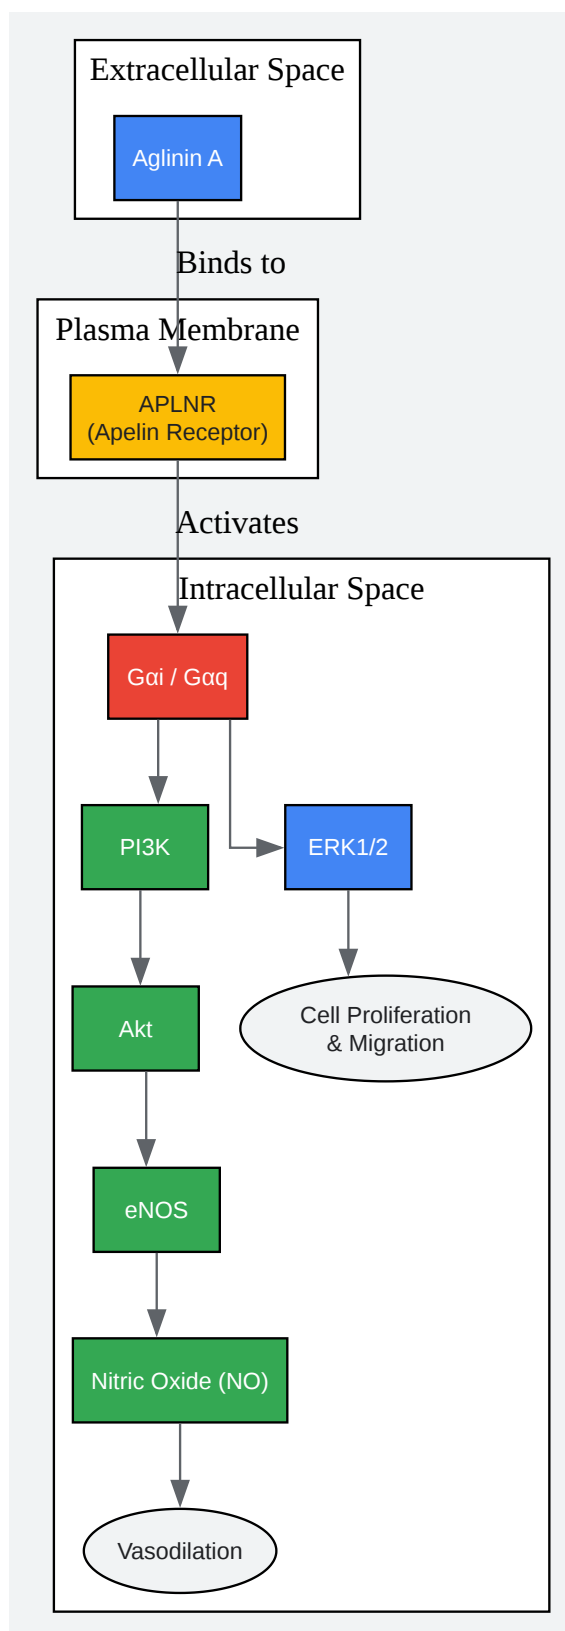 Extracellular Space
Aglinin A
Binds to
Plasma Membrane
APLNR
(Apelin Receptor)
Activates
Intracellular Space
Gαi / Gαq
PI3K
ERK1/2
Akt
Cell Proliferation
& Migration
eNOS
Nitric Oxide (NO)
Vasodilation